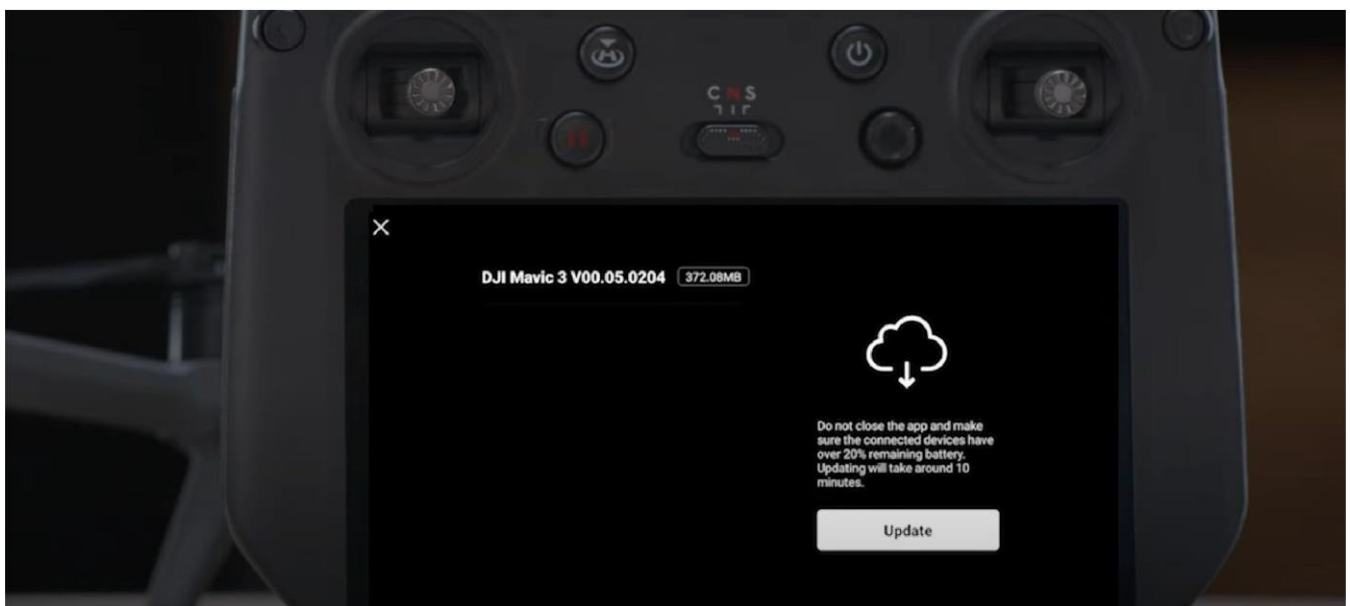 C N S
DJI Mavic 3 V00.05.0204 372.08MB
Do not close the app and make
sure the connected devices have
over 20% remaining battery.
Updating will take around 10
minutes.
Update